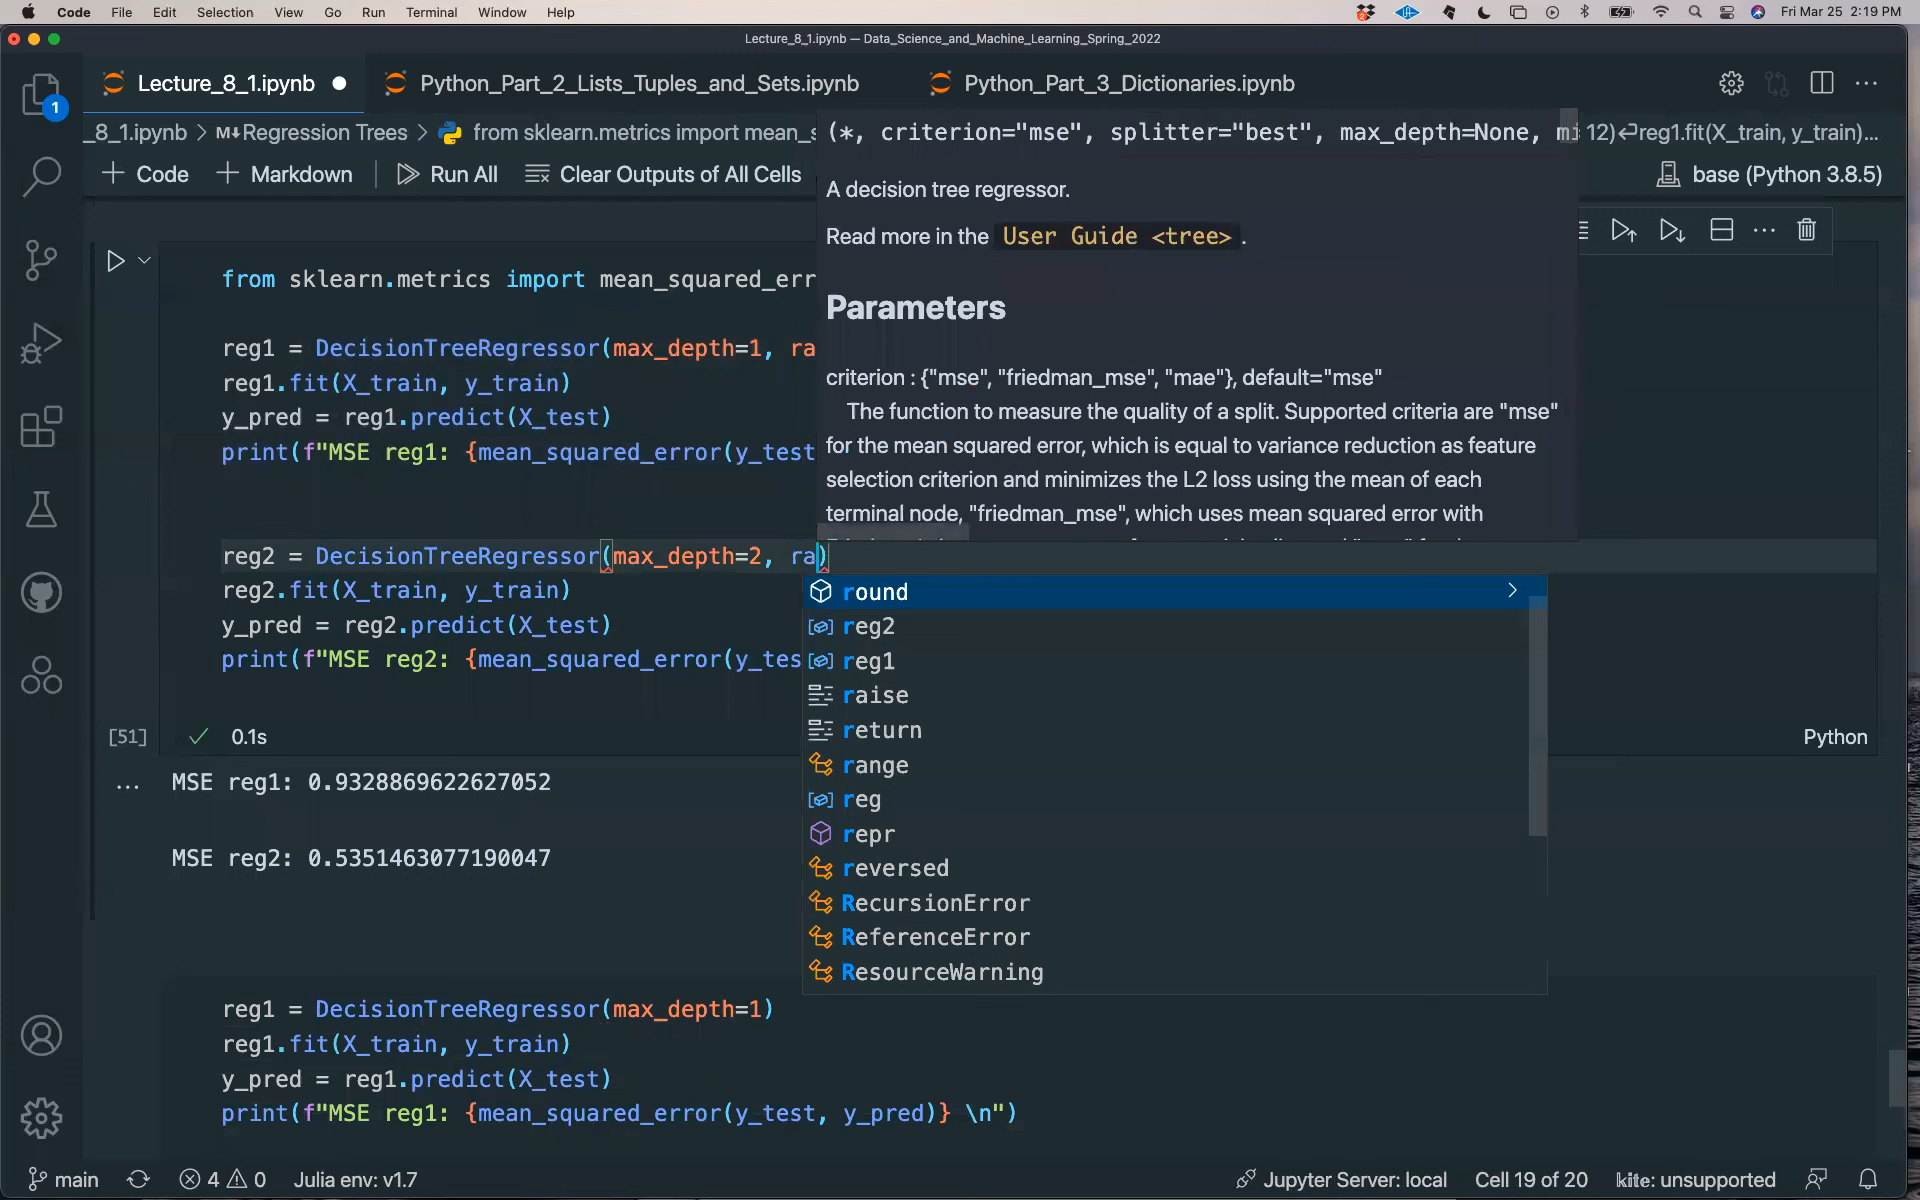 Code File Edit Selection View Go Run Terminal Window Help Fri Mar 25 2:19 PM
Lecture_8_1.ipynb — Data_Science_and_Machine_Learning_Spring_2022
Lecture_8_1.ipynb Python_Part_2_Lists_Tuples_and_Sets.ipynb Python_Part_3_Dictionaries.ipynb
1
_8_1.ipynb > M↓Regression Trees > from sklearn.metrics import mean_s
12)↩reg1.fit(X_train, y_train)...
+ Code + Markdown Run All Clear Outputs of All Cells
base (Python 3.8.5)
(*, criterion="mse", splitter="best", max_depth=None, mi
A decision tree regressor.
Read more in the User Guide <tree> .
Parameters
criterion : {"mse", "friedman_mse", "mae"}, default="mse"
The function to measure the quality of a split. Supported criteria are "mse"
for the mean squared error, which is equal to variance reduction as feature
selection criterion and minimizes the L2 loss using the mean of each
terminal node, "friedman_mse", which uses mean squared error with
from sklearn.metrics import mean_squared_err
reg1 = DecisionTreeRegressor(max_depth=1, ra
reg1.fit(X_train, y_train)
y_pred = reg1.predict(X_test)
print(f"MSE reg1: {mean_squared_error(y_test
reg2 = DecisionTreeRegressor(max_depth=2, ra)
reg2.fit(X_train, y_train)
y_pred = reg2.predict(X_test)
print(f"MSE reg2: {mean_squared_error(y_tes
round
reg2
reg1
raise
return
range
reg
repr
reversed
RecursionError
ReferenceError
ResourceWarning
[51] 0.1s Python
MSE reg1: 0.9328869622627052
MSE reg2: 0.5351463077190047
reg1 = DecisionTreeRegressor(max_depth=1)
reg1.fit(X_train, y_train)
y_pred = reg1.predict(X_test)
print(f"MSE reg1: {mean_squared_error(y_test, y_pred)} \n")
main 4 0 Julia env: v1.7 Jupyter Server: local Cell 19 of 20 kite: unsupported